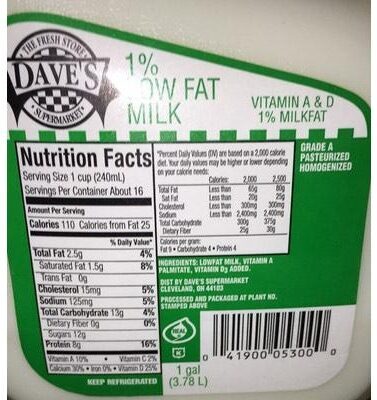 THE FRESH STORE
DAVE'S
SUPERMARKETS
1%
LOW FAT
MILK
VITAMIN A & D
1% MILKFAT
Nutrition Facts
Serving Size 1 cup (240mL)
Servings Per Container About 16
Amount Per Serving
Calories 110 Calories from Fat 25
% Daily Value*
Total Fat 2.5g 4%
Saturated Fat 1.5g 8%
Trans Fat 0g
Cholesterol 15mg 5%
Sodium 125mg 5%
Total Carbohydrate 13g 4%
Dietary Fiber 0g 0%
Sugars 12g
Protein 8g 16%
Vitamin A 10% • Vitamin C 2%
Calcium 30% • Iron 0% • Vitamin D 25%
KEEP REFRIGERATED
*Percent Daily Values (DV) are based on a 2,000 calorie
diet. Your daily values may be higher or lower depending
on your calorie needs:
Calories: 2,000 2,500
Total Fat Less than 65g 80g
Sat Fat Less than 20g 25g
Cholesterol Less than 300mg 300mg
Sodium Less than 2,400mg 2,400mg
Total Carbohydrate 300g 375g
Dietary Fiber 25g 30g
Calories per gram:
Fat 9 • Carbohydrate 4 • Protein 4
GRADE A
PASTEURIZED
HOMOGENIZED
INGREDIENTS: LOWFAT MILK, VITAMIN A
PALMITATE, VITAMIN D3 ADDED.
DIST BY DAVE'S SUPERMARKET
CLEVELAND, OH 44103
PROCESSED AND PACKAGED AT PLANT NO.
STAMPED ABOVE.
REAL
K
1 gal
(3.78 L)
0 41900 05300 0